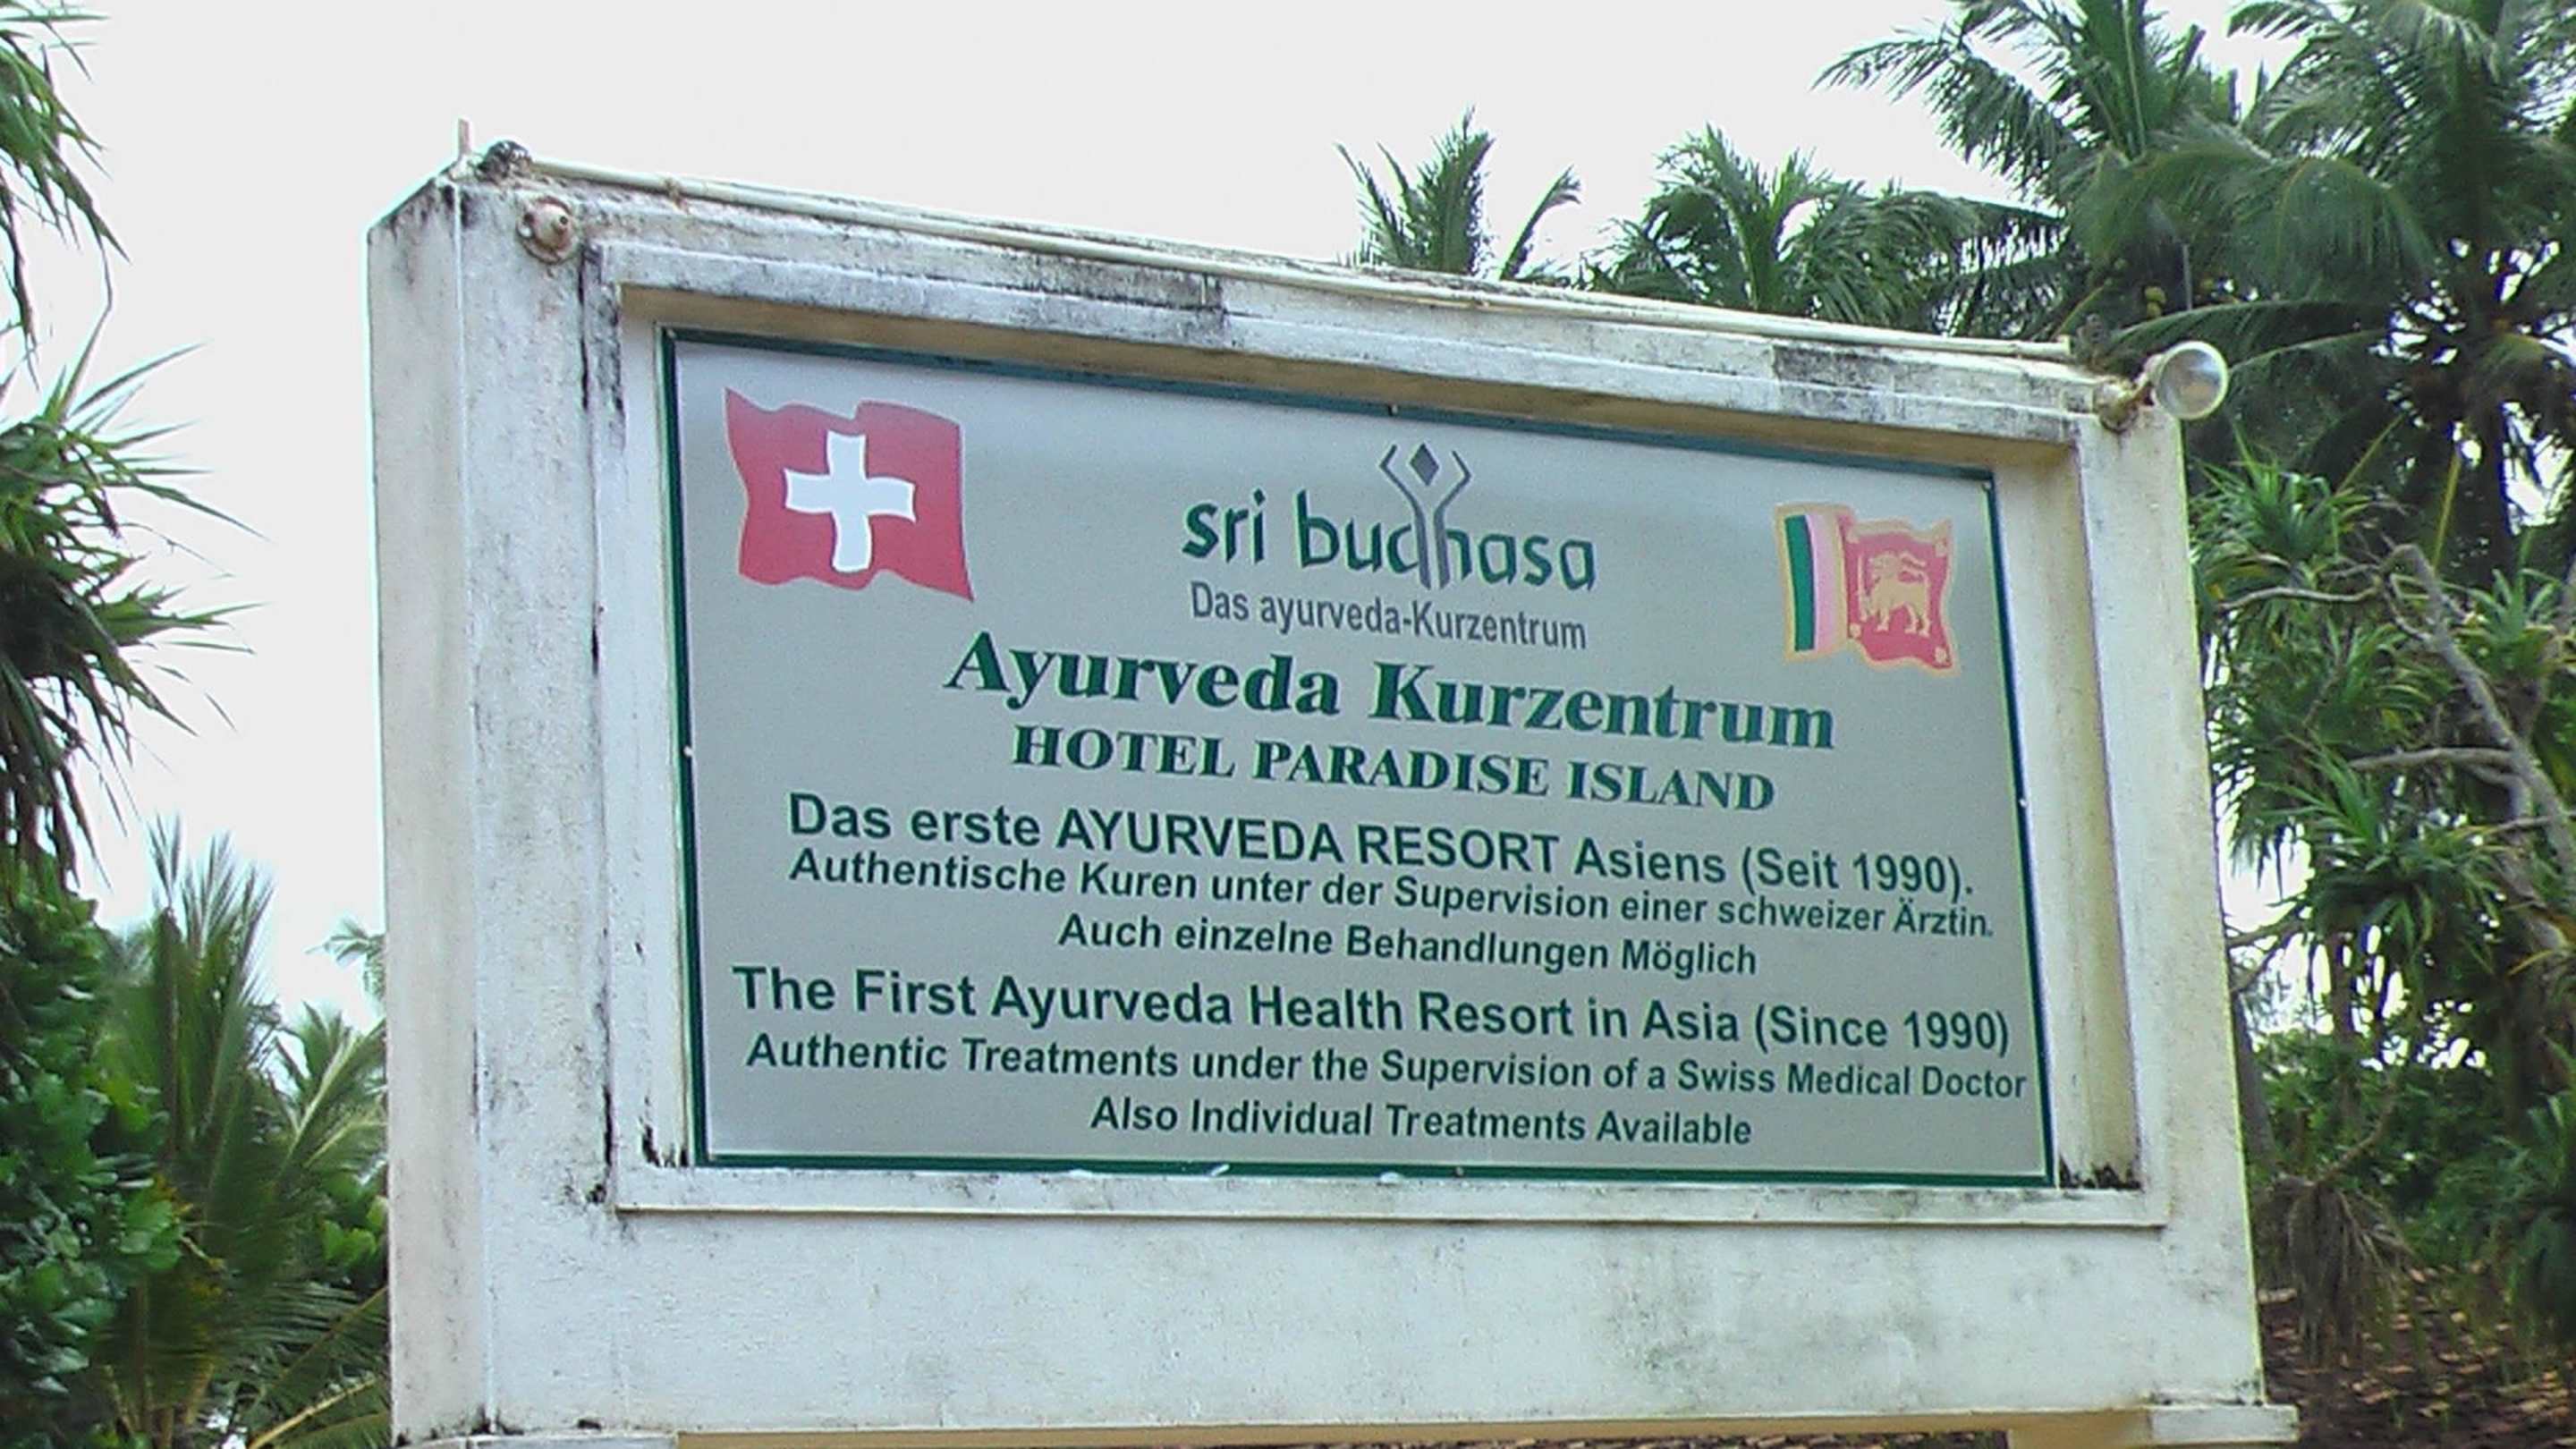 sri budhasa
Das ayurveda-Kurzentrum
Ayurveda Kurzentrum
HOTEL PARADISE ISLAND
Das erste AYURVEDA RESORT Asiens (Seit 1990).
Authentische Kuren unter der Supervision einer schweizer Ärztin.
Auch einzelne Behandlungen Möglich
The First Ayurveda Health Resort in Asia (Since 1990)
Authentic Treatments under the Supervision of a Swiss Medical Doctor
Also Individual Treatments Available